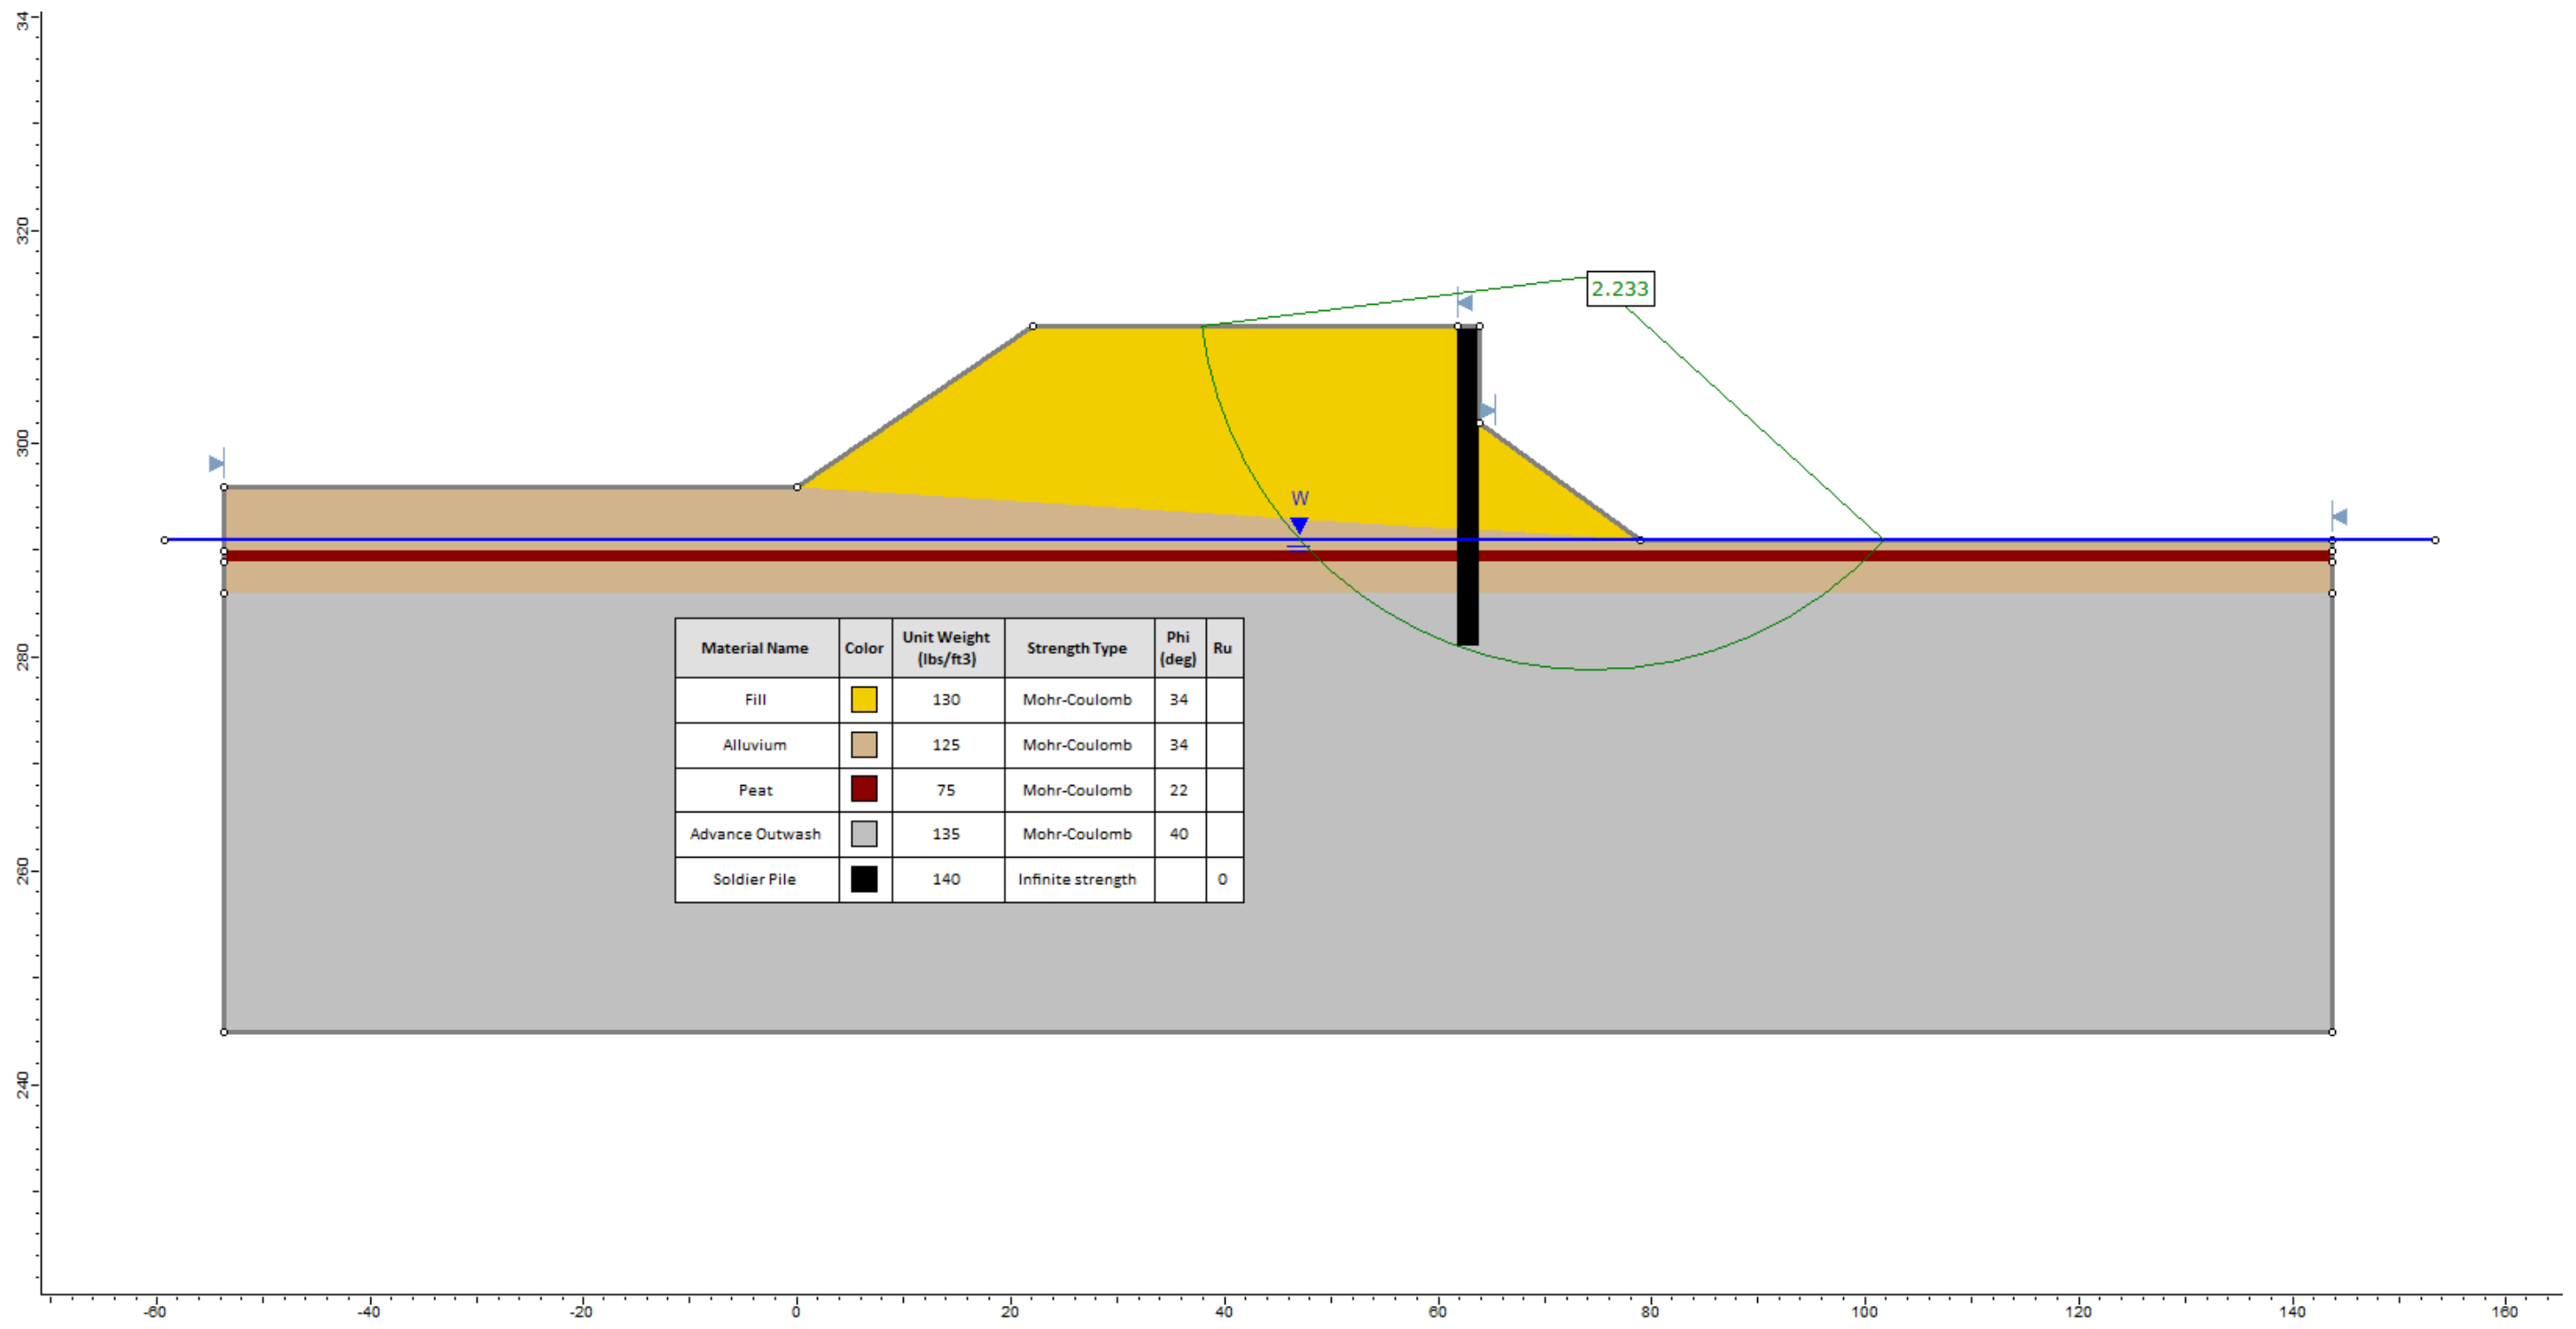 34
320
2.233
300
W
280
Material Name Color Unit Weight (lbs/ft3) Strength Type Phi (deg) Ru
Fill 130 Mohr-Coulomb 34
Alluvium 125 Mohr-Coulomb 34
Peat 75 Mohr-Coulomb 22
Advance Outwash 135 Mohr-Coulomb 40
Soldier Pile 140 Infinite strength 0
260
240
-60 -40 -20 0 20 40 60 80 100 120 140 160